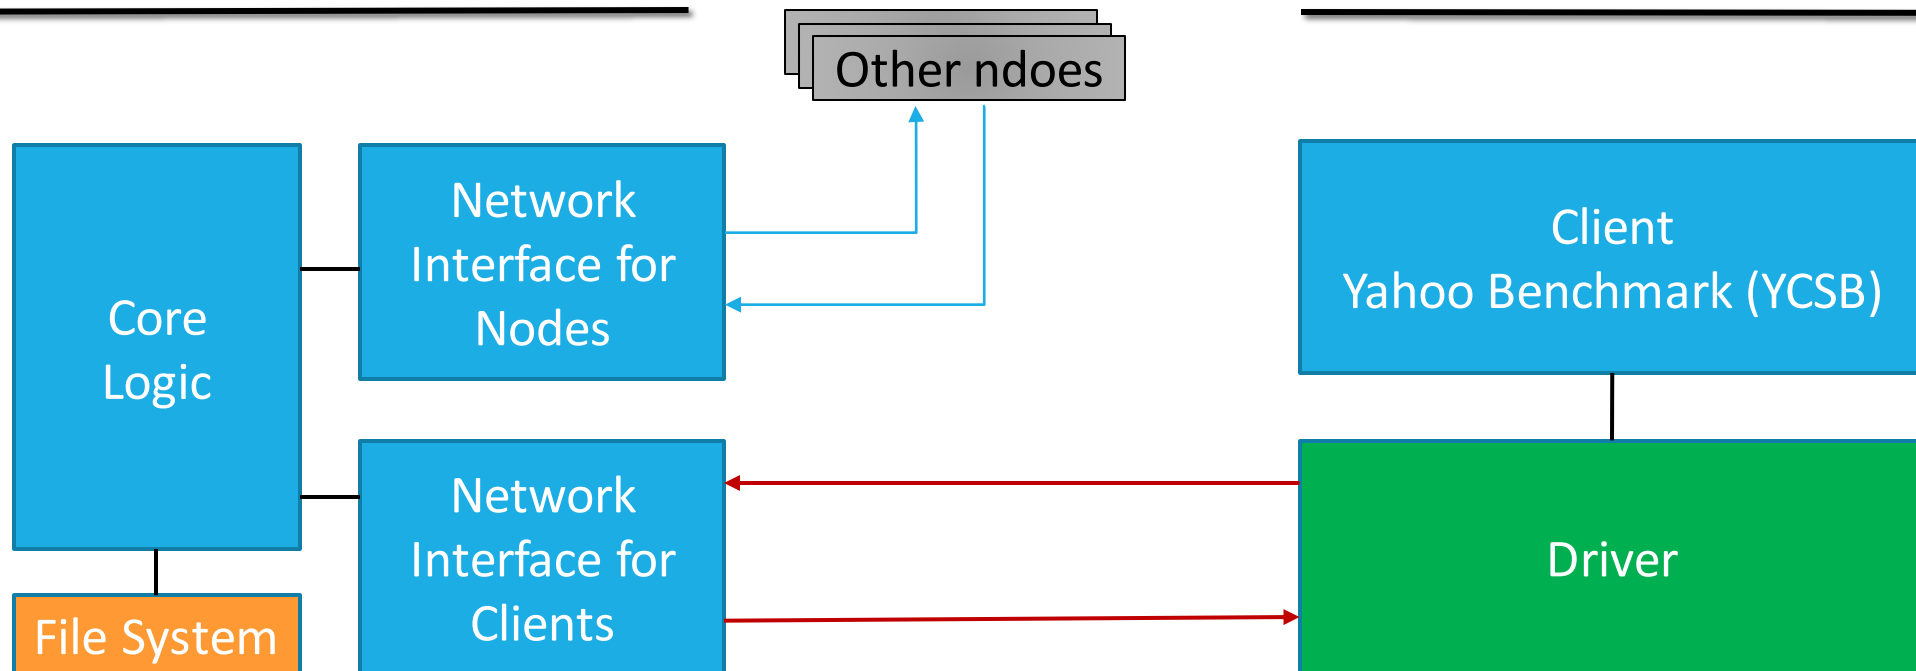 Other ndoes
Core
Logic
Network
Interface for
Nodes
Client
Yahoo Benchmark (YCSB)
Network
Interface for
Clients
Driver
File System